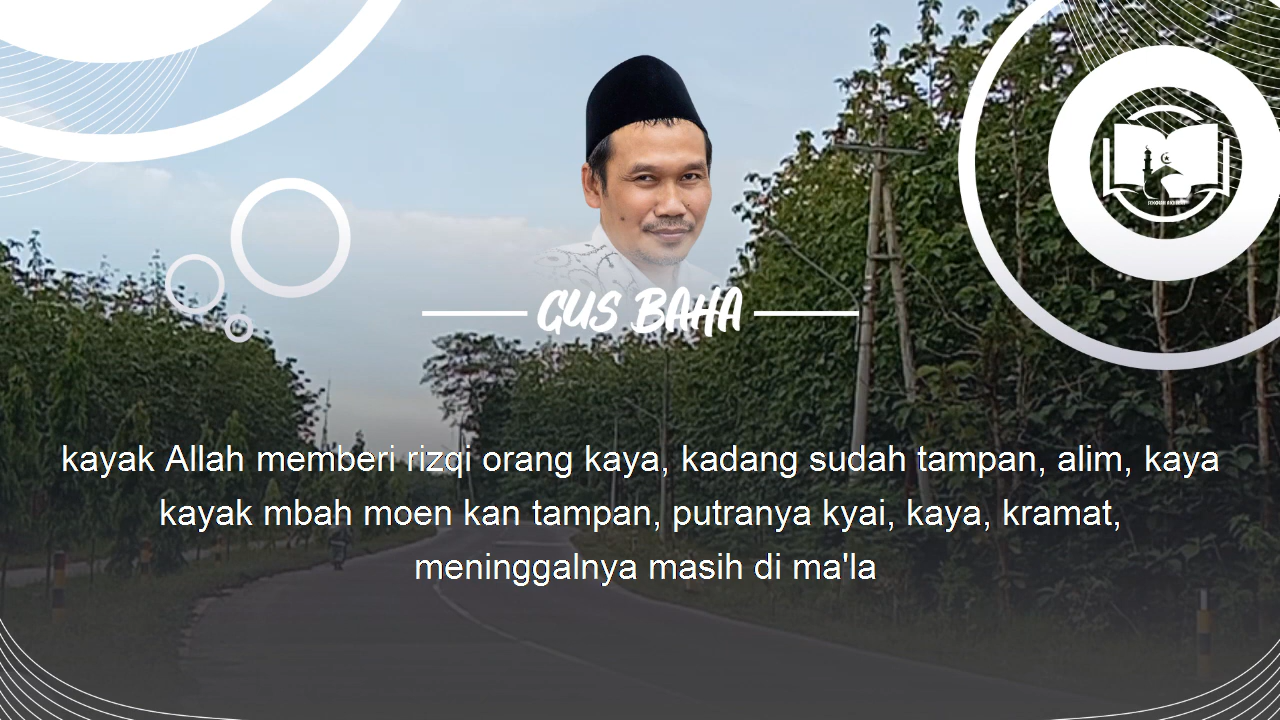 GUS BAHA
kayak Allah memberi rizqi orang kaya, kadang sudah tampan, alim, kaya
kayak mbah moen kan tampan, putranya kyai, kaya, kramat,
meninggalnya masih di ma'la